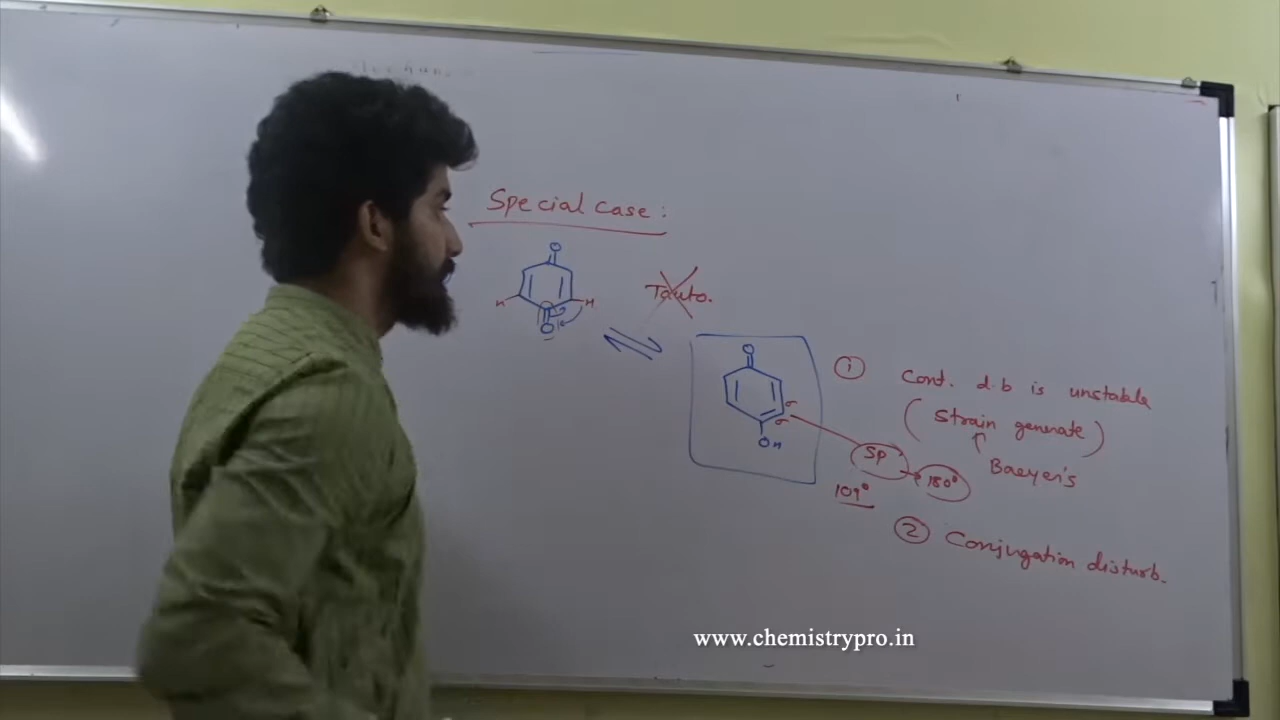 Special case:
O
Tauto.
H
H
O
O
① Cont. d.b is unstable
(Strain generate)
σ
σ
OH
Sp
180°
Baeyer's
109°
② Conjugation disturb.
www.chemistrypro.in